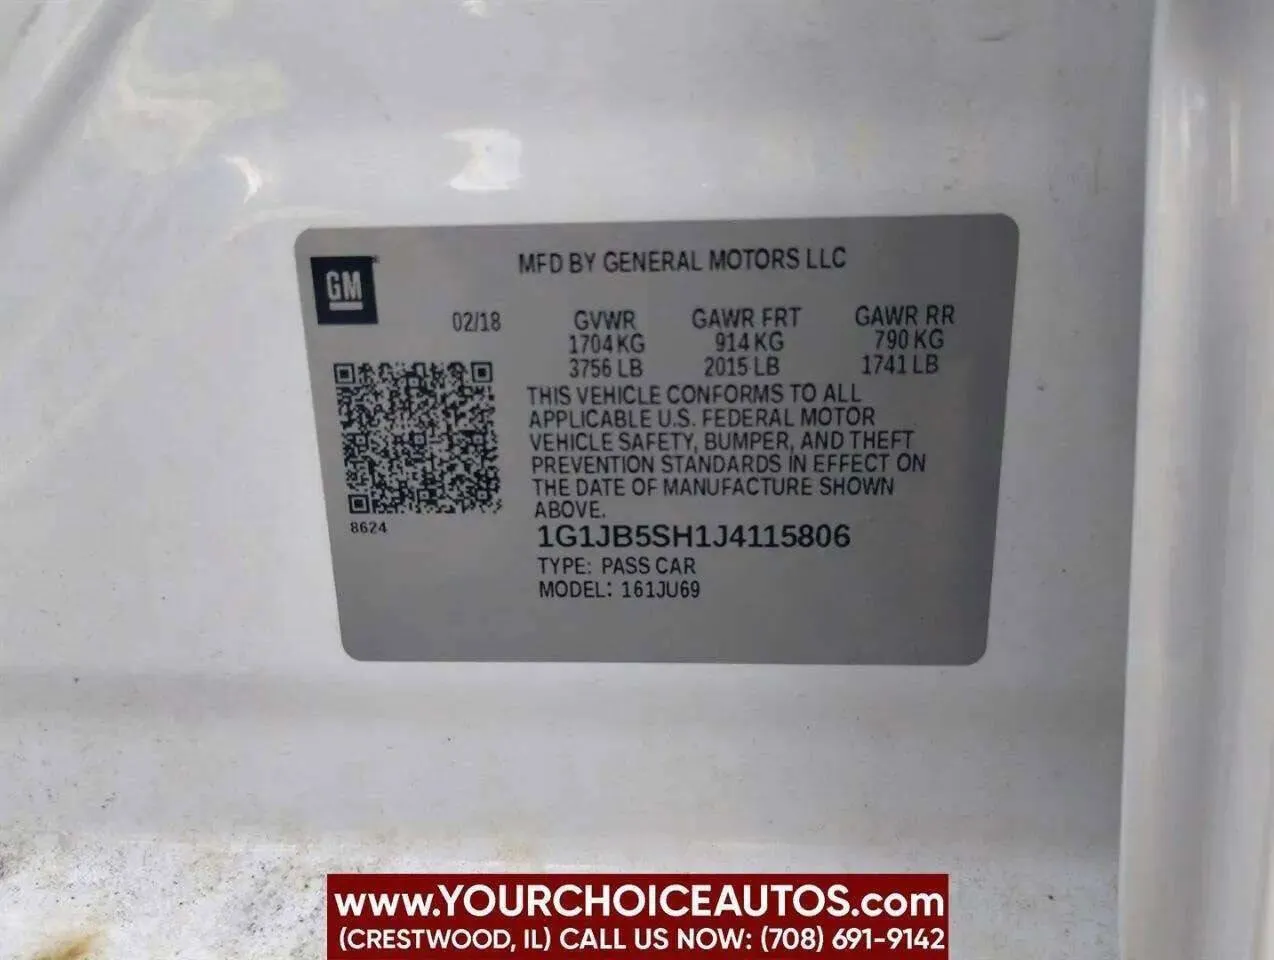 GM
MFD BY GENERAL MOTORS LLC
02/18 GVWR GAWR FRT GAWR RR
1704 KG 914 KG 790 KG
3756 LB 2015 LB 1741 LB
THIS VEHICLE CONFORMS TO ALL
APPLICABLE U.S. FEDERAL MOTOR
VEHICLE SAFETY, BUMPER, AND THEFT
PREVENTION STANDARDS IN EFFECT ON
THE DATE OF MANUFACTURE SHOWN
ABOVE.
8624
1G1JB5SH1J4115806
TYPE: PASS CAR
MODEL: 161JU69
www.YOURCHOICEAUTOS.com
(CRESTWOOD, IL) CALL US NOW: (708) 691-9142